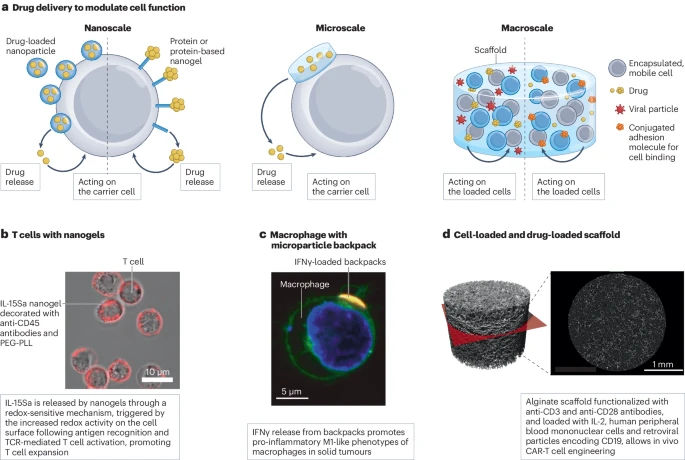 a Drug delivery to modulate cell function
Nanoscale
Microscale
Macroscale
Drug-loaded
nanoparticle
Protein or
protein-based
nanogel
Drug
release
Acting on
the carrier cell
Drug
release
Drug
release
Acting on
the carrier cell
Scaffold
Acting on
the loaded cells
Acting on
the loaded cells
Encapsulated,
mobile cell
Drug
Viral particle
Conjugated
adhesion
molecule for
cell binding
b T cells with nanogels
T cell
IL-15Sa nanogel
decorated with
anti-CD45
antibodies and
PEG-PLL
10 μm
IL-15Sa is released by nanogels through a
redox-sensitive mechanism, triggered by
the increased redox activity on the cell
surface following antigen recognition and
TCR-mediated T cell activation, promoting
T cell expansion
c Macrophage with
microparticle backpack
IFNγ-loaded backpacks
Macrophage
5 μm
IFNγ release from backpacks promotes
pro-inflammatory M1-like phenotypes of
macrophages in solid tumours
d Cell-loaded and drug-loaded scaffold
1 mm
Alginate scaffold functionalized with
anti-CD3 and anti-CD28 antibodies,
and loaded with IL-2, human peripheral
blood mononuclear cells and retroviral
particles encoding CD19, allows in vivo
CAR-T cell engineering